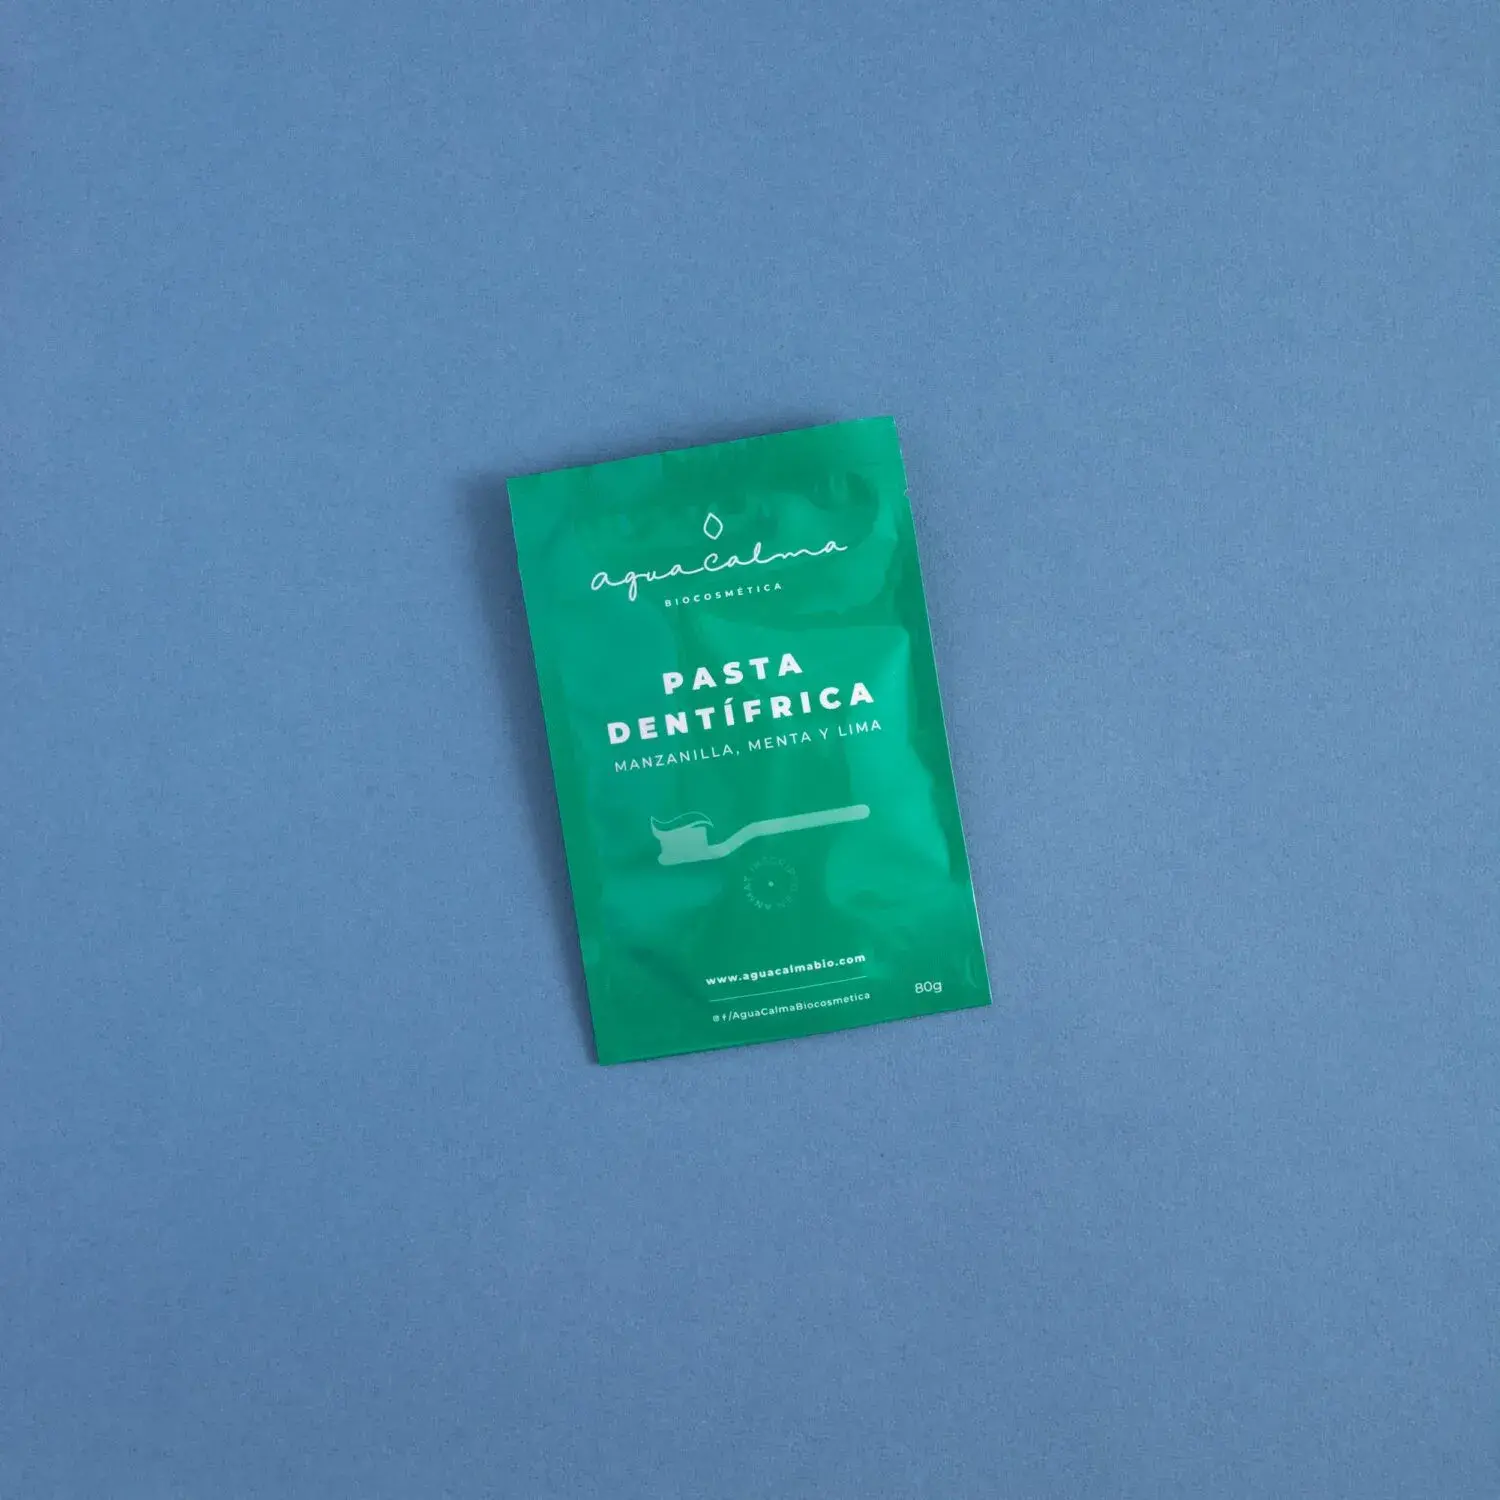 aguacalma
BIOCOSMÉTICA
PASTA
DENTÍFRICA
MANZANILLA, MENTA Y LIMA
www.aguacalmabio.com
/AguaCalmaBiocosmetica
80g